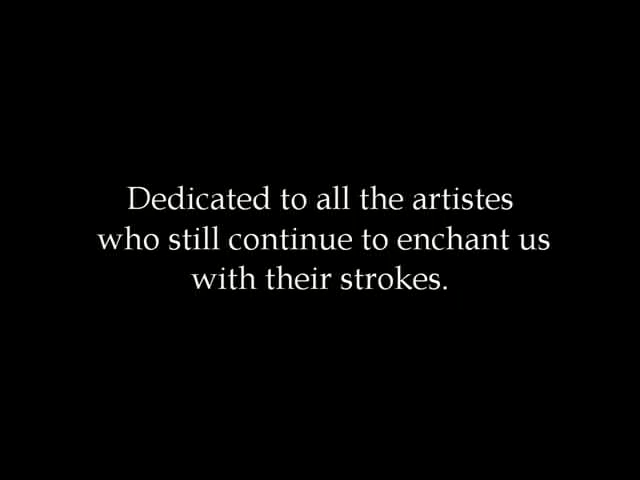 Dedicated to all the artistes
who still continue to enchant us
with their strokes.